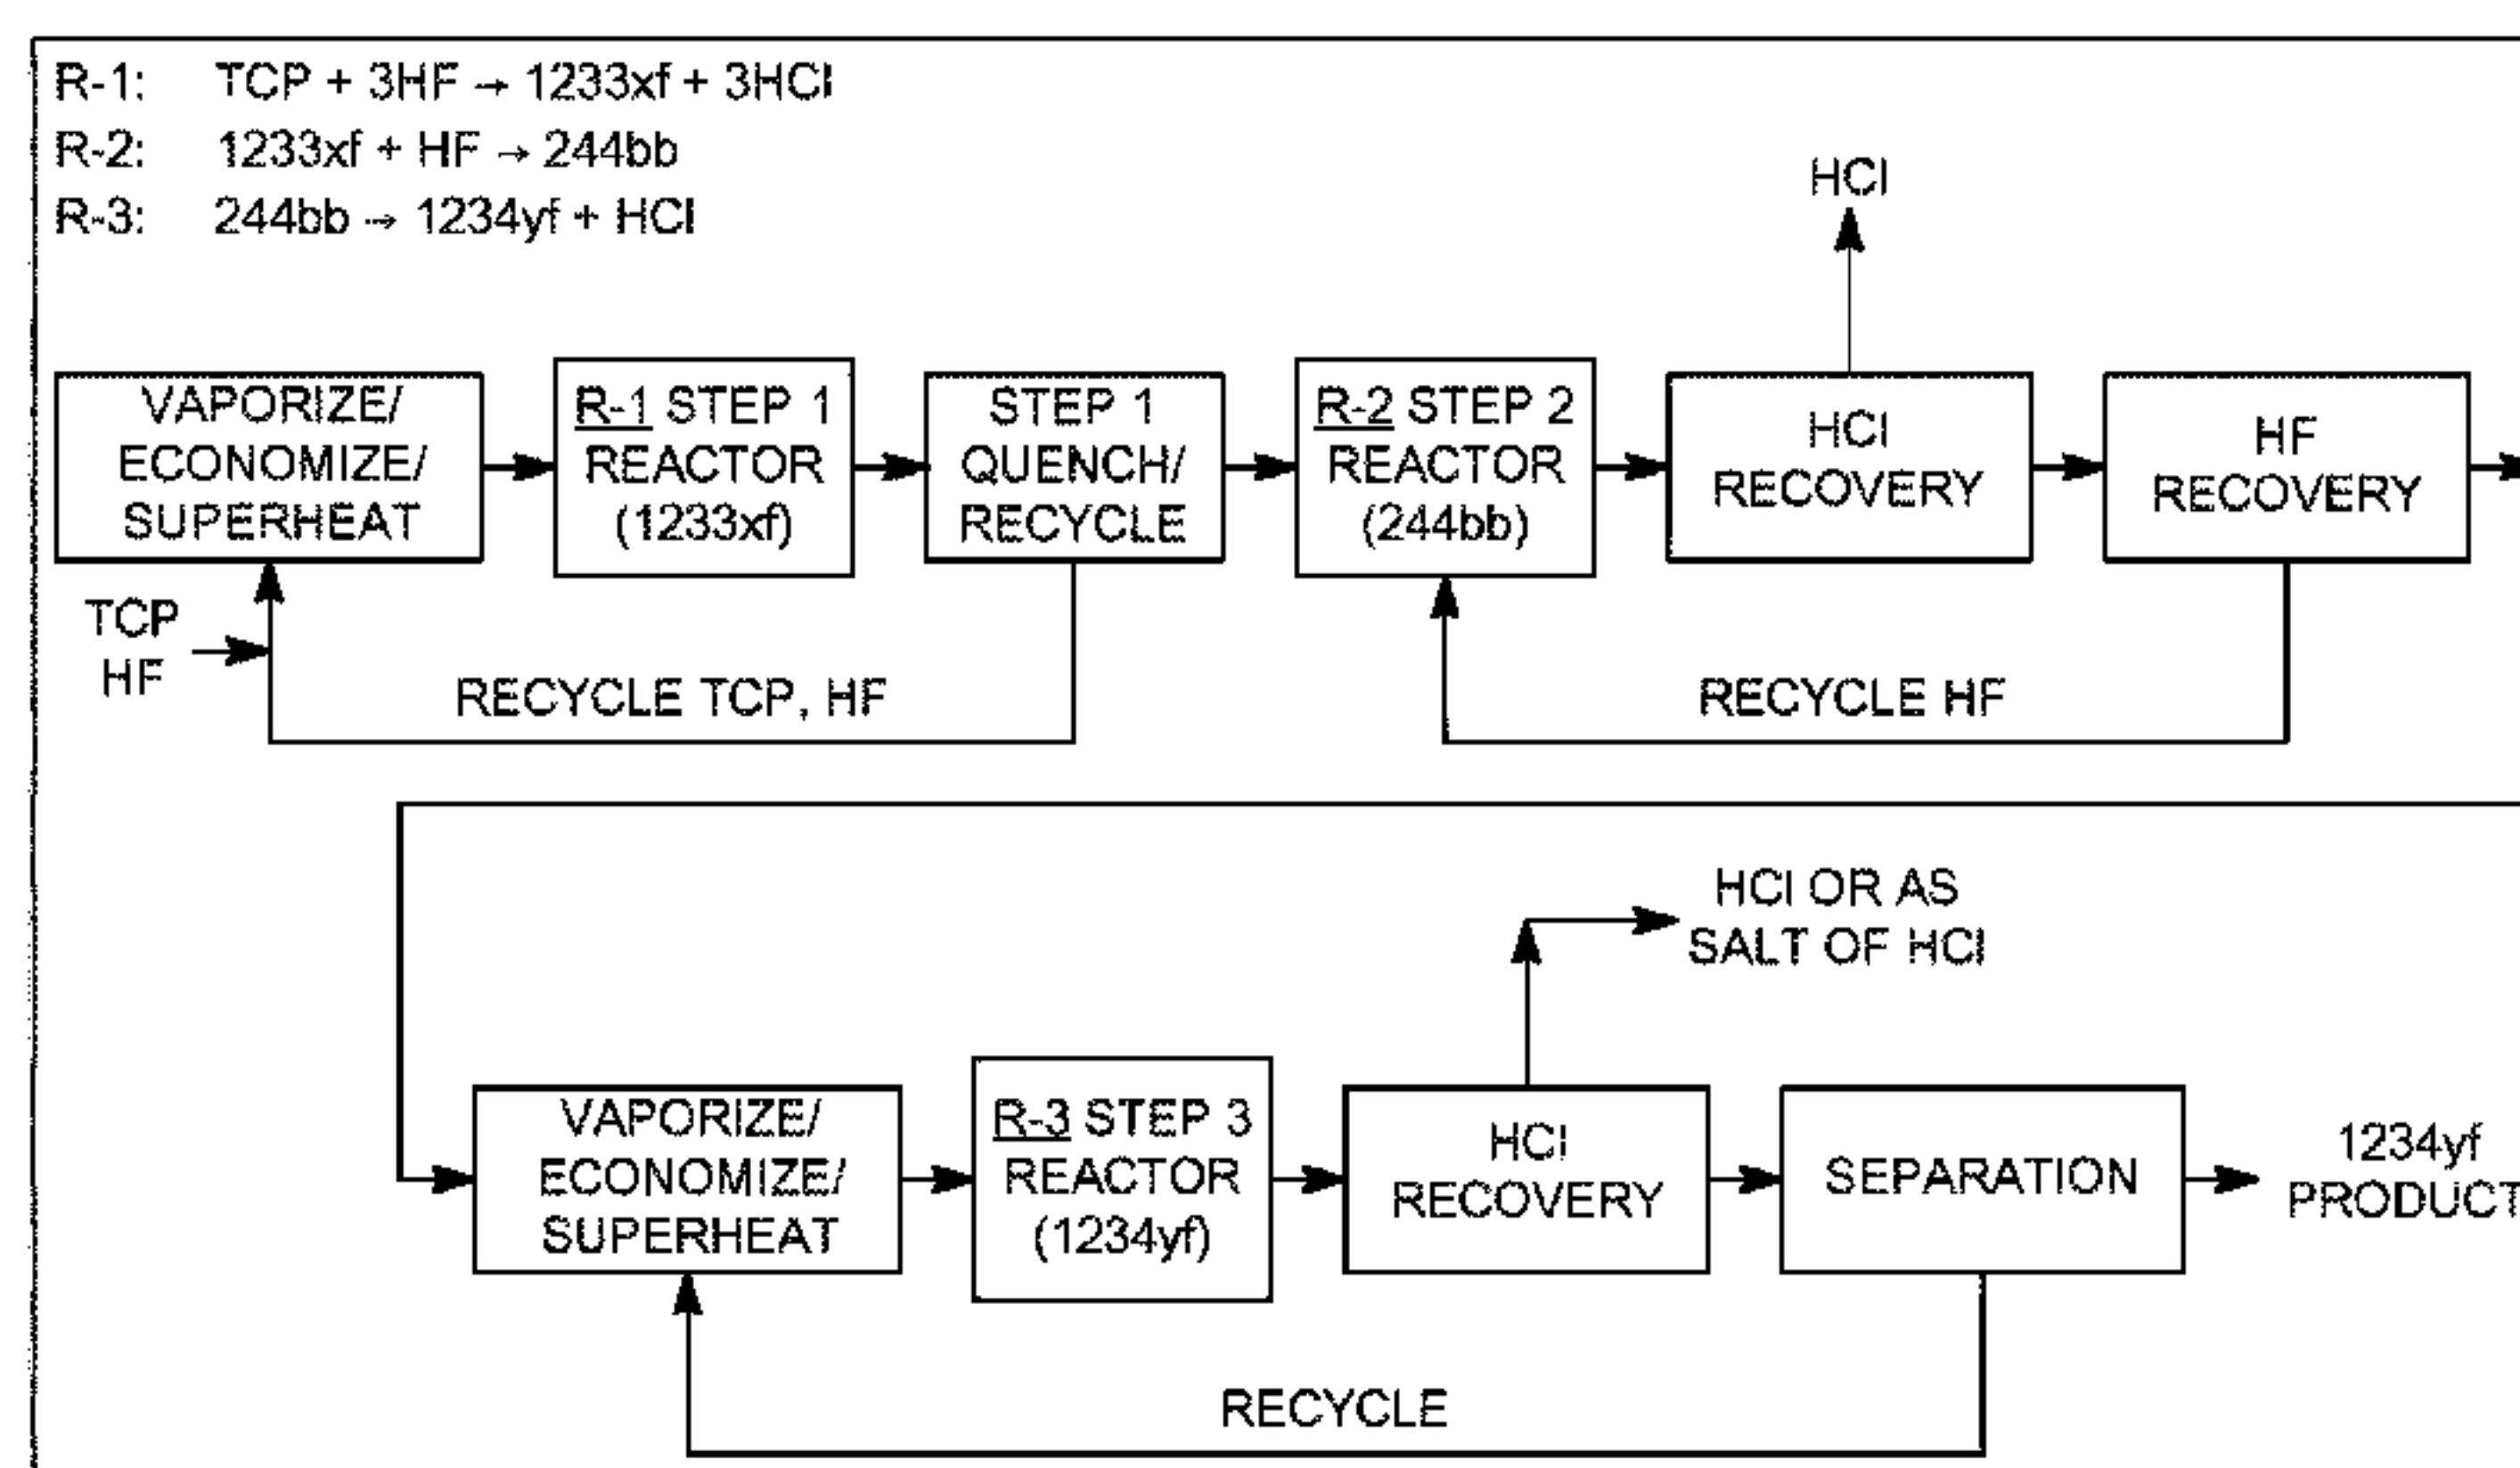 R-1: TCP + 3HF → 1233xf + 3HCl
R-2: 1233xf + HF → 244bb
R-3: 244bb → 1234yf + HCl
HCl
VAPORIZE/
ECONOMIZE/
SUPERHEAT
R-1 STEP 1
REACTOR
(1233xf)
STEP 1
QUENCH/
RECYCLE
R-2 STEP 2
REACTOR
(244bb)
HCl
RECOVERY
HF
RECOVERY
TCP
HF
RECYCLE TCP, HF
RECYCLE HF
HCl OR AS
SALT OF HCl
VAPORIZE/
ECONOMIZE/
SUPERHEAT
R-3 STEP 3
REACTOR
(1234yf)
HCl
RECOVERY
SEPARATION
1234yf
PRODUCT
RECYCLE